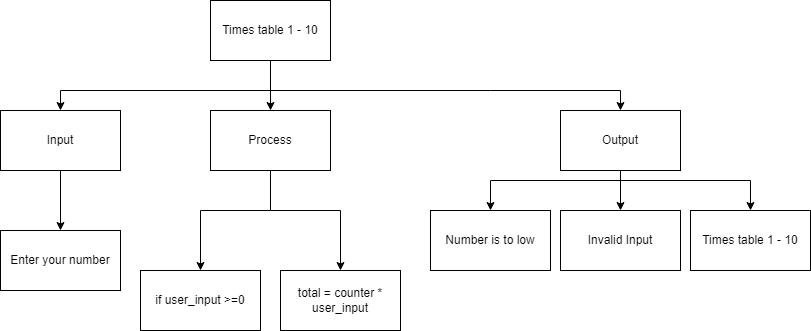 Times table 1 - 10
Input
Process
Output
Enter your number
if user_input >=0
total = counter *
user_input
Number is to low
Invalid Input
Times table 1 - 10